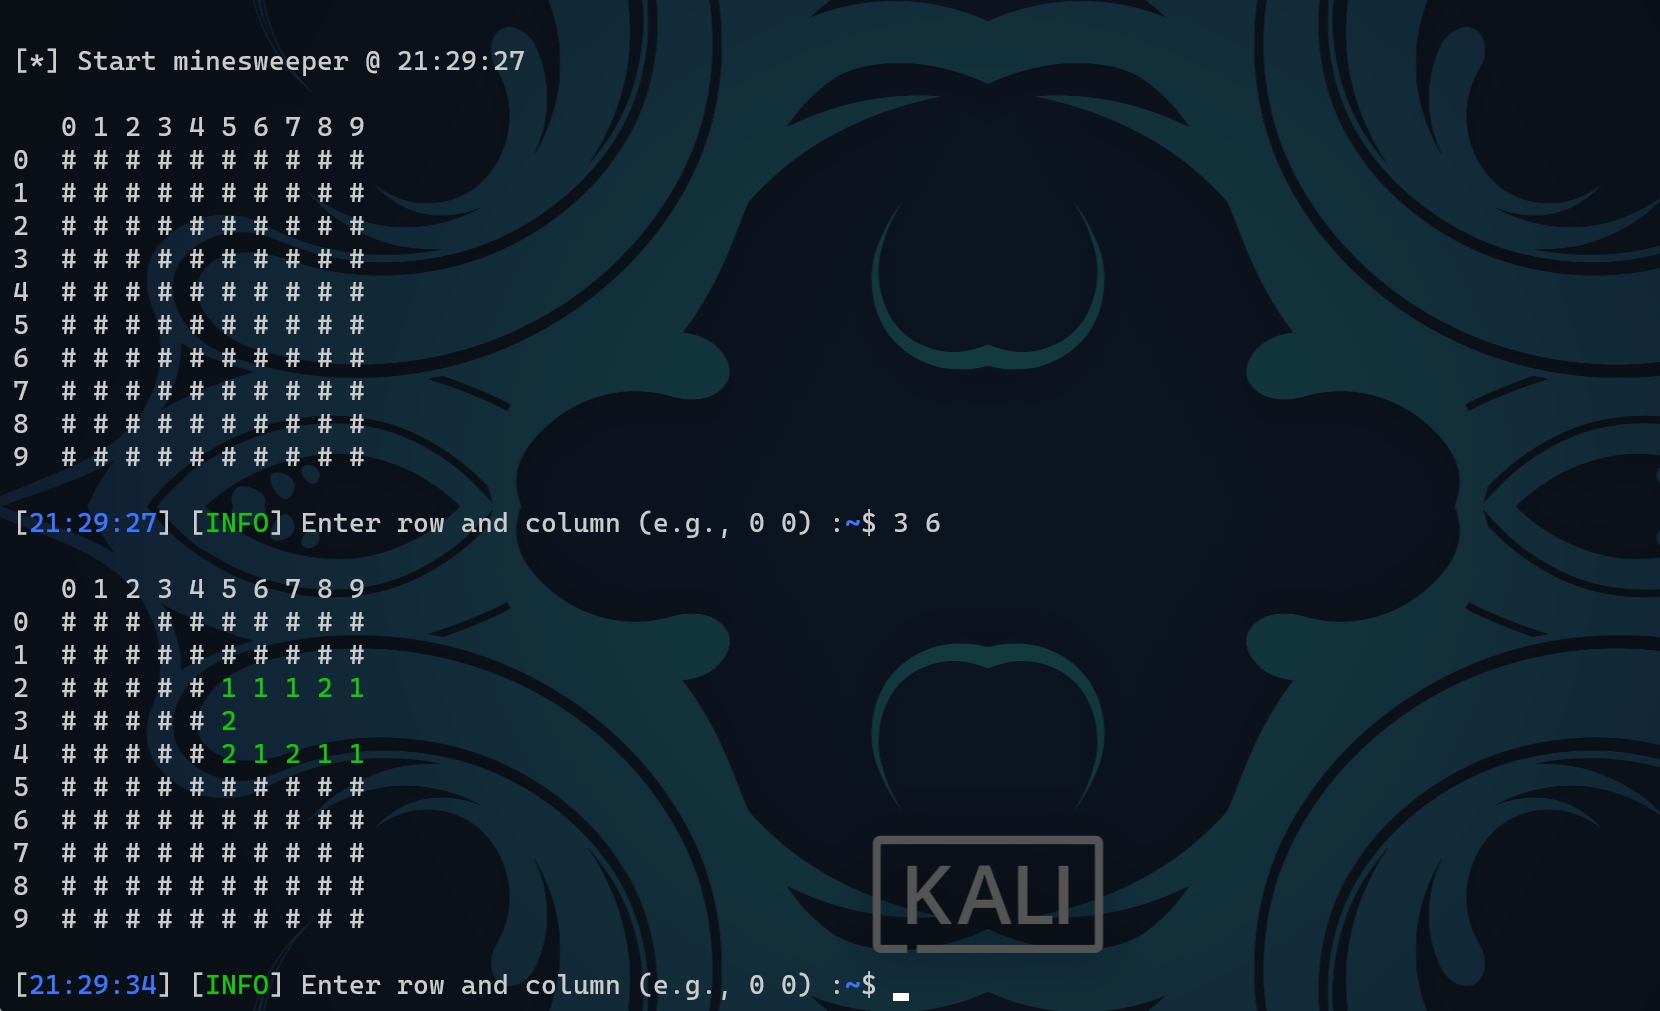 [*] Start minesweeper @ 21:29:27
   0 1 2 3 4 5 6 7 8 9
0  # # # # # # # # # #
1  # # # # # # # # # #
2  # # # # # # # # # #
3  # # # # # # # # # #
4  # # # # # # # # # #
5  # # # # # # # # # #
6  # # # # # # # # # #
7  # # # # # # # # # #
8  # # # # # # # # # #
9  # # # # # # # # # #
[21:29:27] [INFO] Enter row and column (e.g., 0 0) :~$ 3 6
   0 1 2 3 4 5 6 7 8 9
0  # # # # # # # # # #
1  # # # # # # # # # #
2  # # # # # 1 1 1 2 1
3  # # # # # 2
4  # # # # # 2 1 2 1 1
5  # # # # # # # # # #
6  # # # # # # # # # #
7  # # # # # # # # # #
8  # # # # # # # # # #
9  # # # # # # # # # #
KALI
[21:29:34] [INFO] Enter row and column (e.g., 0 0) :~$